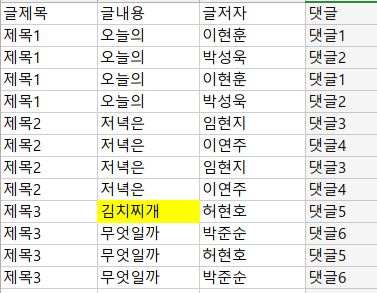 글제목 글내용 글저자 댓글
제목1 오늘의 이현훈 댓글1
제목1 오늘의 박성욱 댓글2
제목1 오늘의 이현훈 댓글1
제목1 오늘의 박성욱 댓글2
제목2 저녁은 임현지 댓글3
제목2 저녁은 이연주 댓글4
제목2 저녁은 임현지 댓글3
제목2 저녁은 이연주 댓글4
제목3 김치찌개 허현호 댓글5
제목3 무엇일까 박준순 댓글6
제목3 무엇일까 허현호 댓글5
제목3 무엇일까 박준순 댓글6